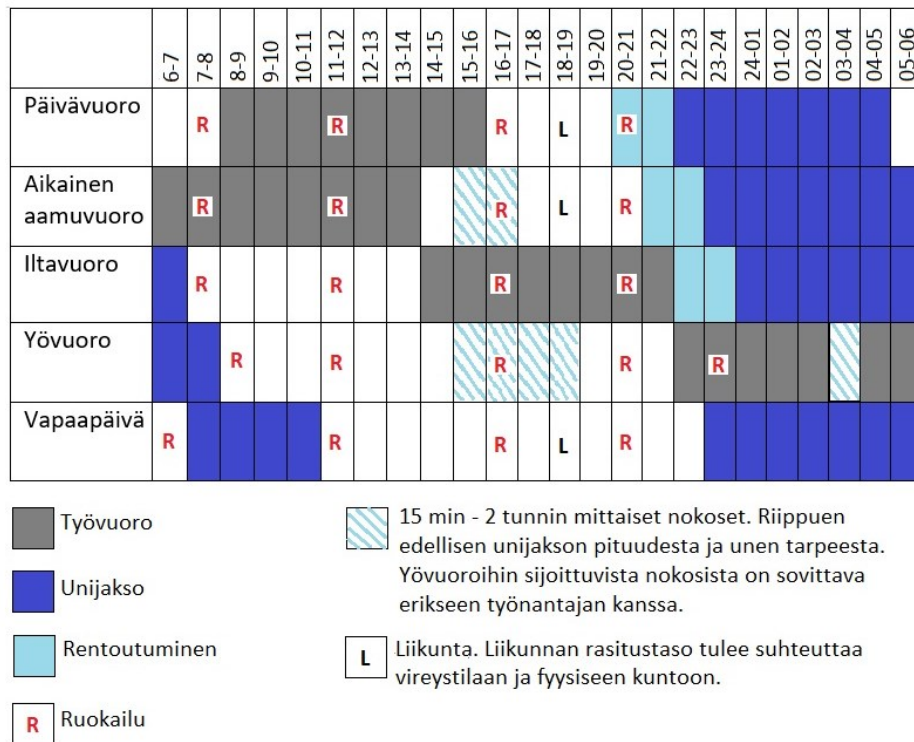 6-7 7-8 8-9 9-10 10-11 11-12 12-13 13-14 14-15 15-16 16-17 17-18 18-19 19-20 20-21 21-22 22-23 23-24 24-01 01-02 02-03 03-04 04-05 05-06
Päivävuoro R R R L R
Aikainen
aamuvuoro R R R L R
Iltavuoro R R R R
Yövuoro R R R R R
Vapaapäivä R R R L R
Työvuoro
Unijakso
Rentoutuminen
R Ruokailu
15 min - 2 tunnin mittaiset nokoset. Riippuen
edellisen unijakson pituudesta ja unen tarpeesta.
Yövuoroihin sijoittuvista nokosista on sovittava
erikseen työnantajan kanssa.
L Liikunta. Liikunnan rasitustaso tulee suhteuttaa
vireystilaan ja fyysiseen kuntoon.